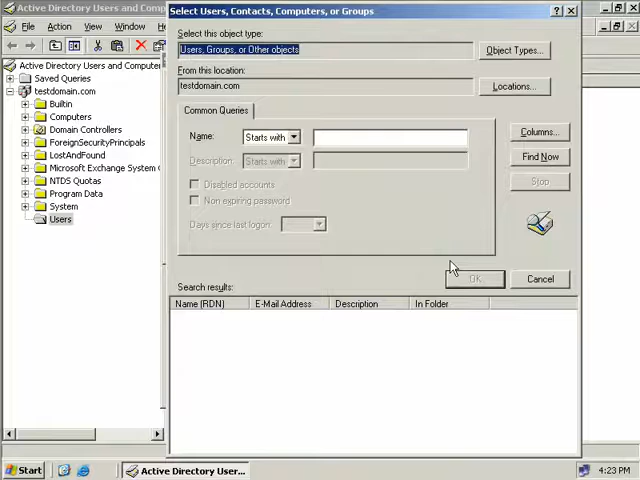 Active Directory Users and Comp
File
Action
View
Window
Active Directory Users and Computer
Saved Queries
testdomain.com
Builtin
Computers
Domain Controllers
ForeignSecurityPrincipals
LostAndFound
Microsoft Exchange System O
NTDS Quotas
Program Data
System
Users
Select Users, Contacts, Computers, or Groups
Select this object type:
Users, Groups, or Other objects
Object Types...
From this location:
testdomain.com
Locations...
Common Queries
Name:
Starts with
Description:
Starts with
Disabled accounts
Non expiring password
Days since last logon:
Columns...
Find Now
Stop
OK
Cancel
Search results:
Name (RDN)
E-Mail Address
Description
In Folder
Start
Active Directory User...
4:23 PM